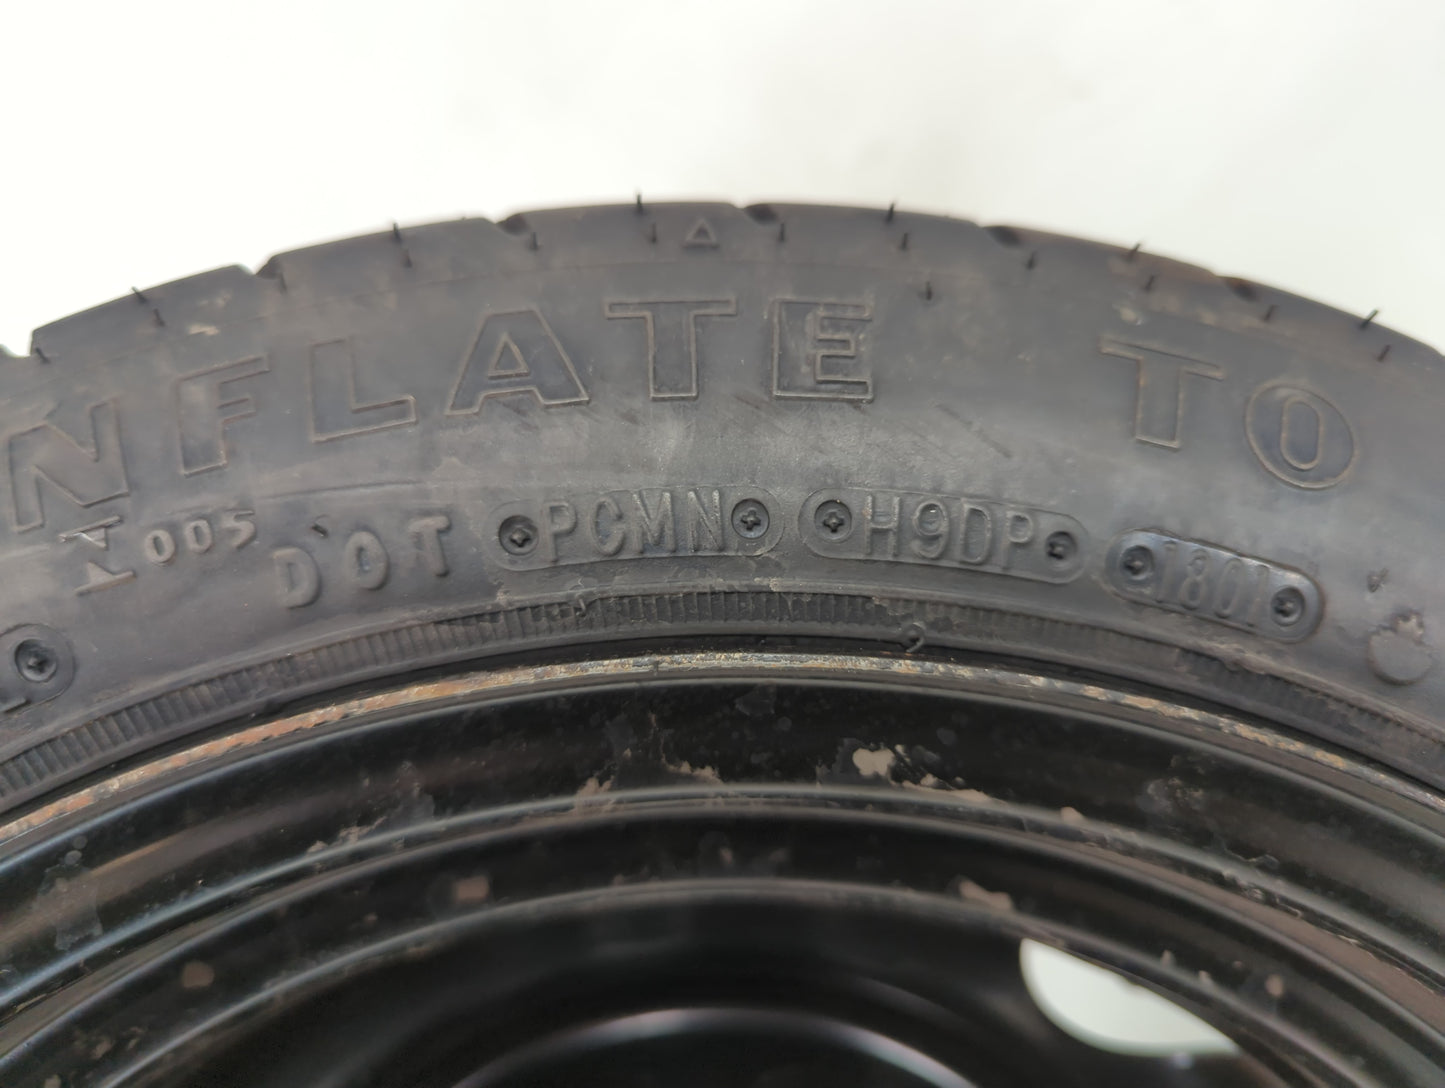 NFLATE TO
005 DOT PCMN H9DP 1801